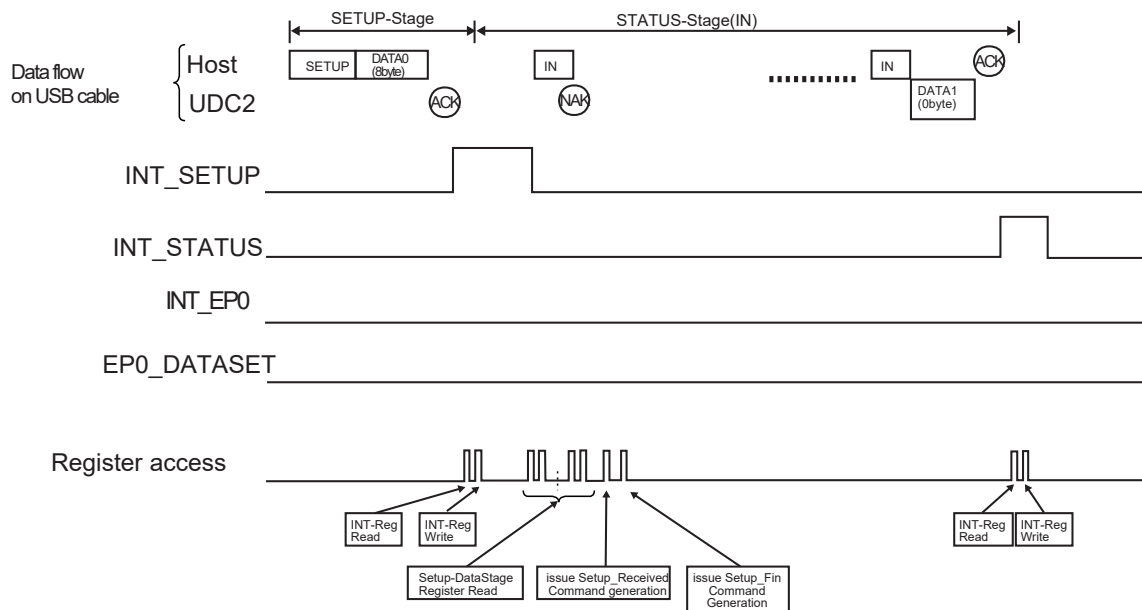 SETUP-Stage
STATUS-Stage(IN)
Data flow
on USB cable
Host
UDC2
SETUP
DATA0
(8byte)
ACK
IN
NAK
IN
DATA1
(0byte)
ACK
INT_SETUP
INT_STATUS
INT_EP0
EP0_DATASET
Register access
INT-Reg
Read
INT-Reg
Write
INT-Reg
Read
INT-Reg
Write
Setup-DataStage
Register Read
issue Setup_Received
Command generation
issue Setup_Fin
Command
Generation